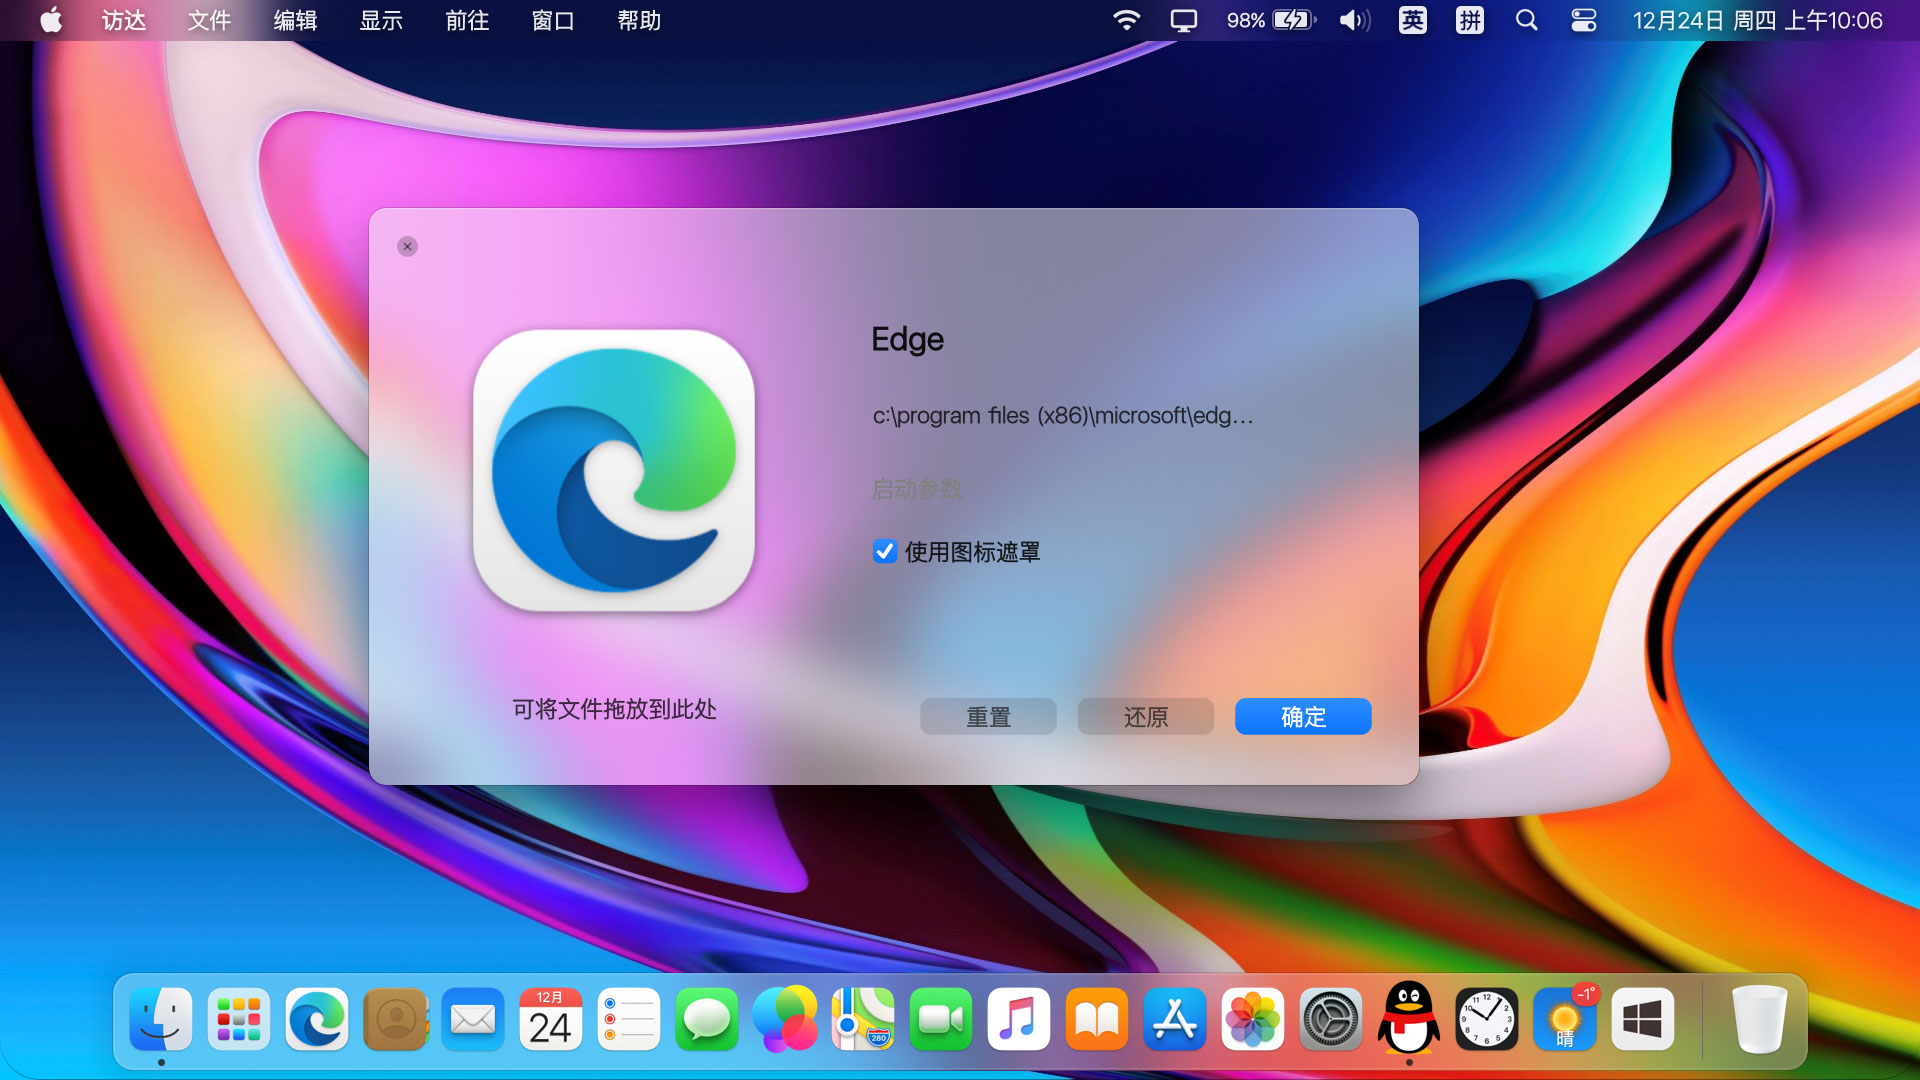 访达 文件 编辑 显示 前往 窗口 帮助 98% 英 拼 12月24日 周四 上午10:06
Edge
c:\program files (x86)\microsoft\edg...
启动参数
使用图标遮罩
可将文件拖放到此处
重置 还原 确定
12月
24
280
-1°
晴